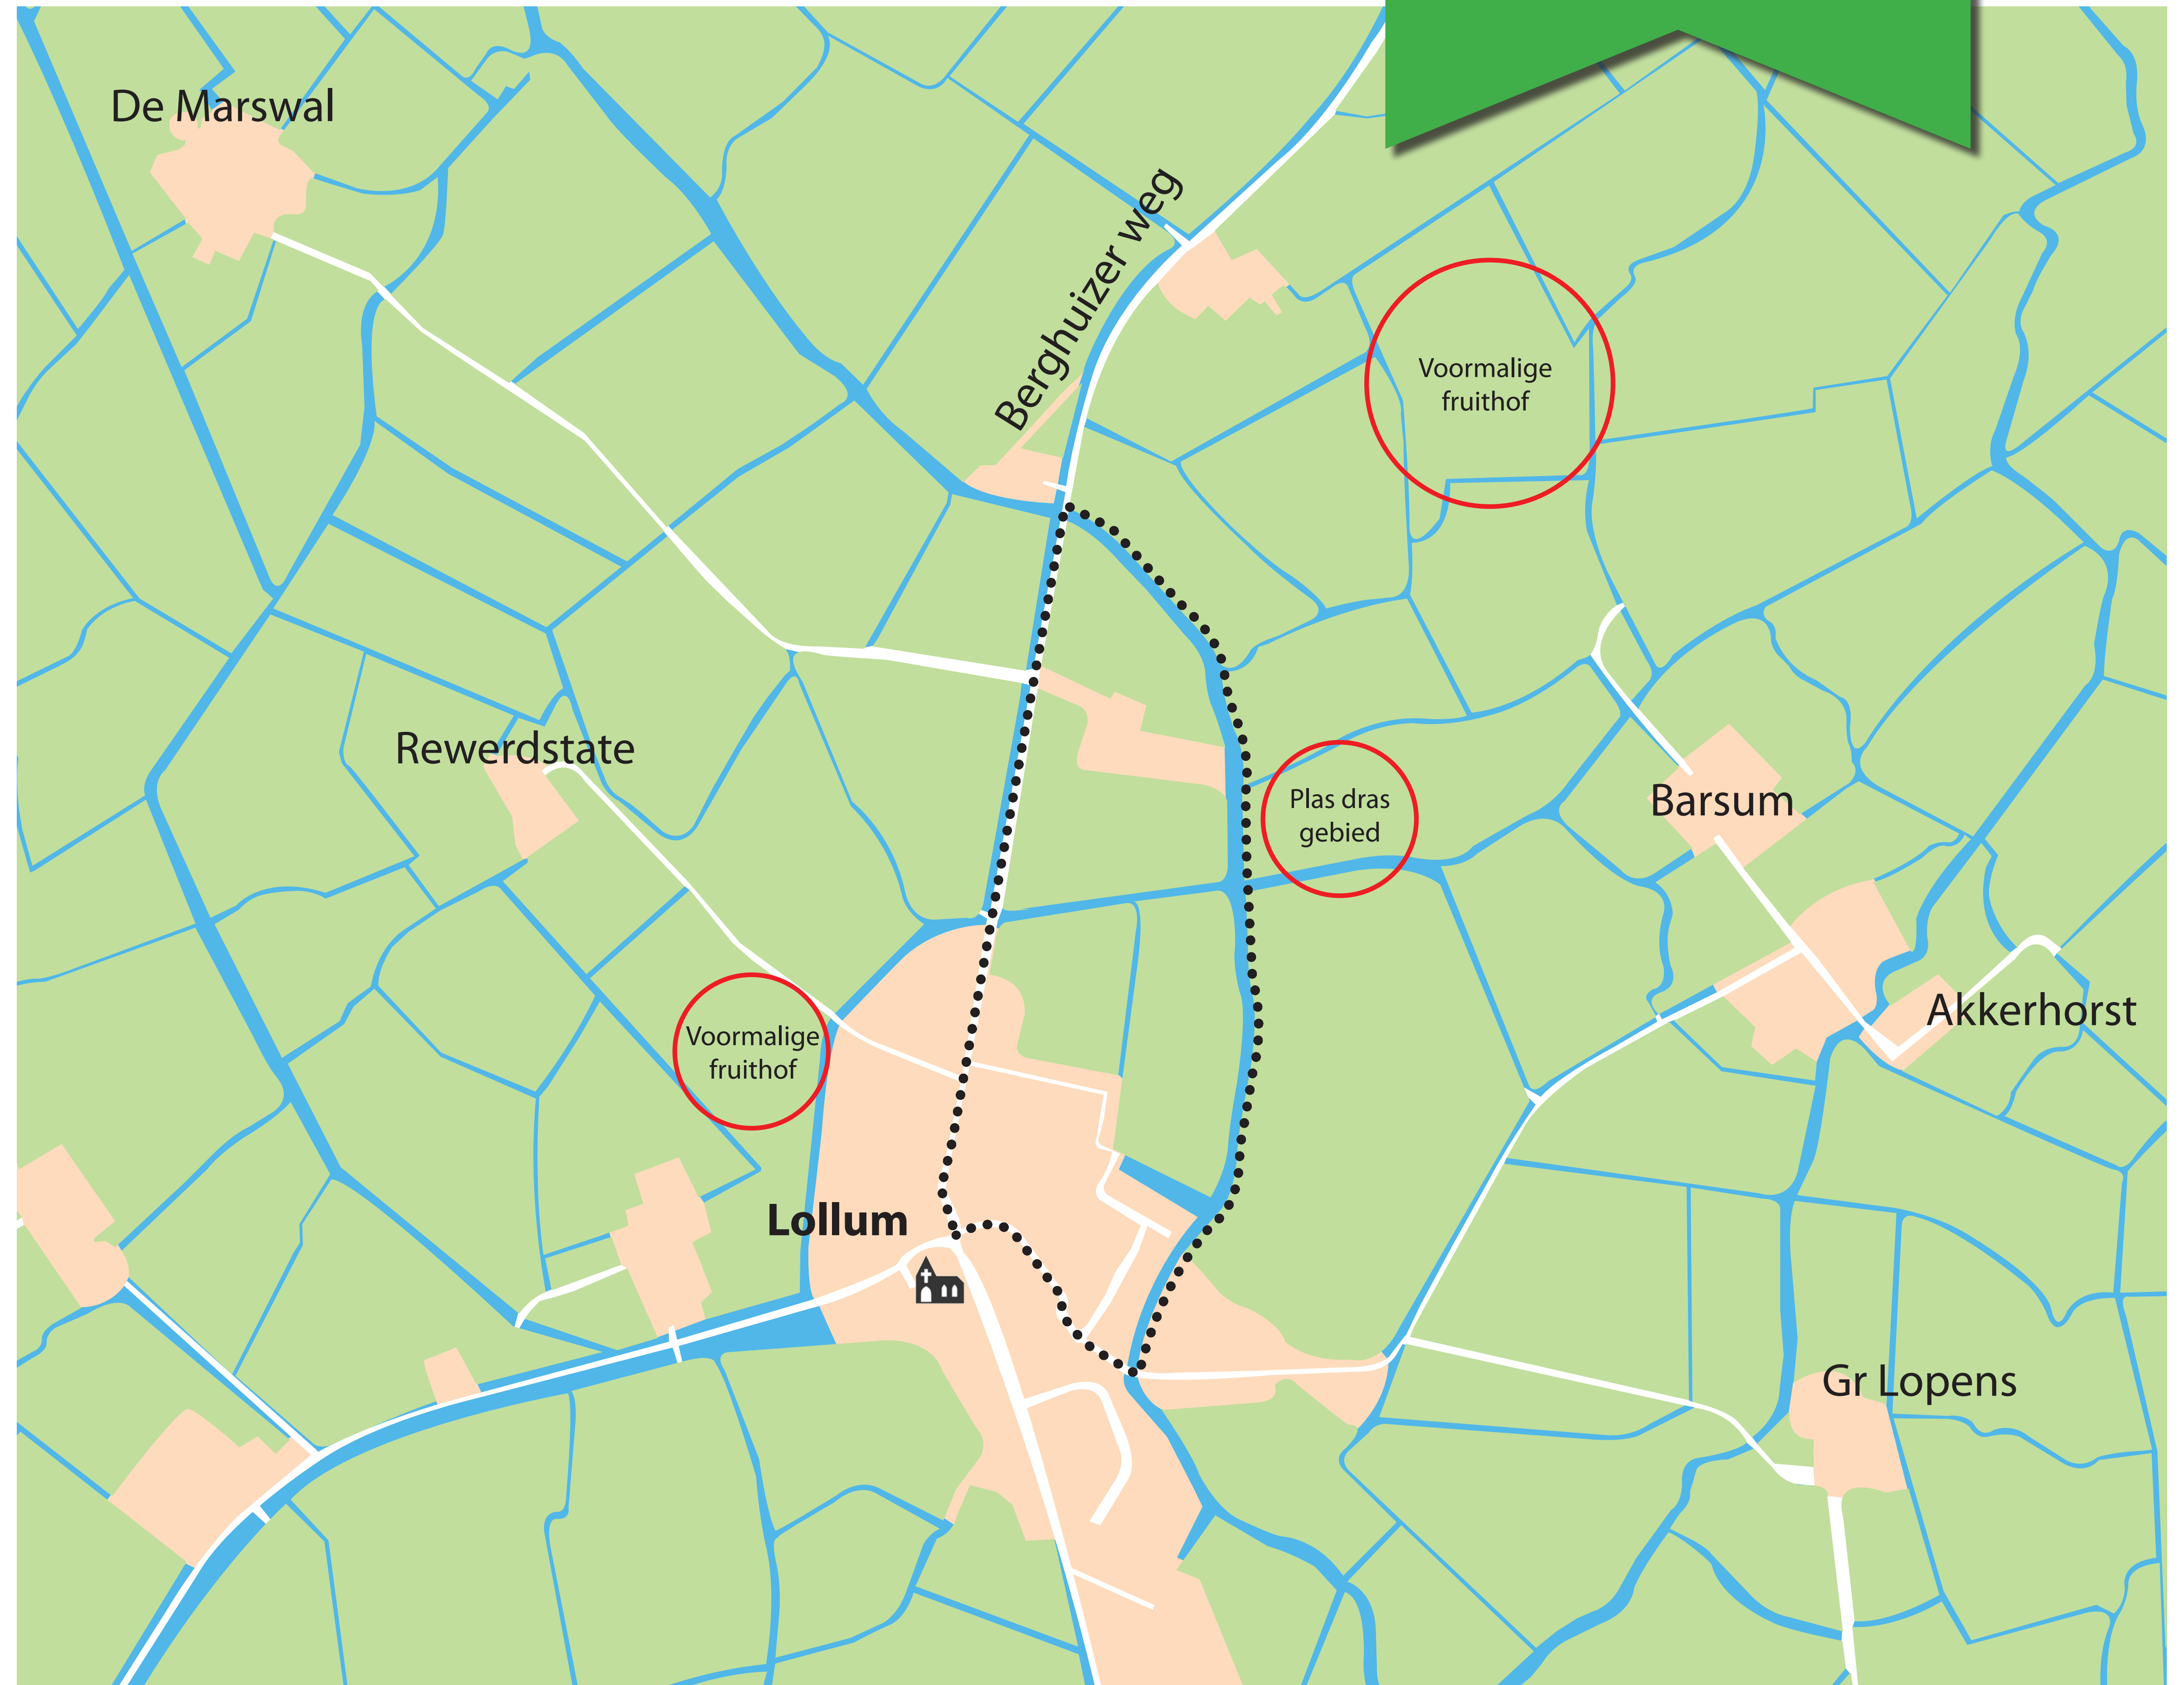 De Marswal
Berghuizer weg
Voormalige
fruithof
Rewerdstate
Plas dras
gebied
Barsum
Akkerhorst
Voormalige
fruithof
Lollum
Gr Lopens